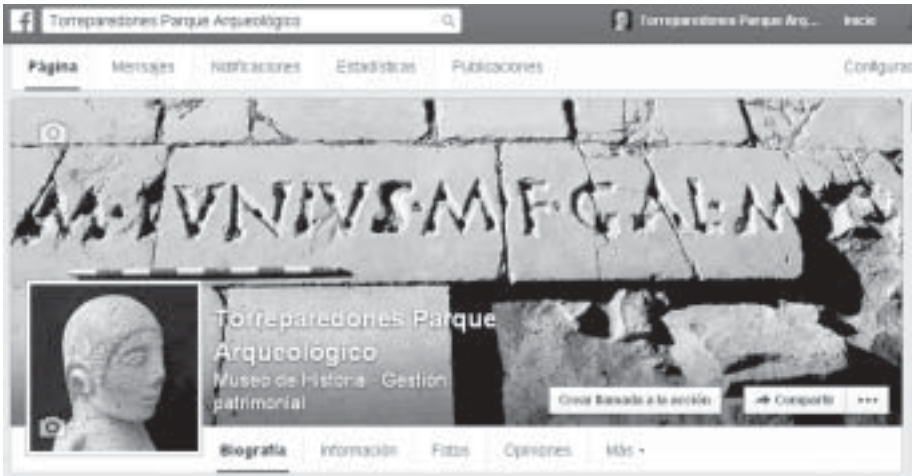 f Torreparedones Parque Arqueológico Torreparedones Parque Arq... Inicio
Página Mensajes Notificaciones Estadísticas Publicaciones Configurac
M·IVNIVS·M F·GAL·M
Torreparedones Parque
Arqueologico
Museo de Historia · Gestión
patrimonial
Crear llamada a la acción Compartir •••
Biografía Información Fotos Opiniones Más